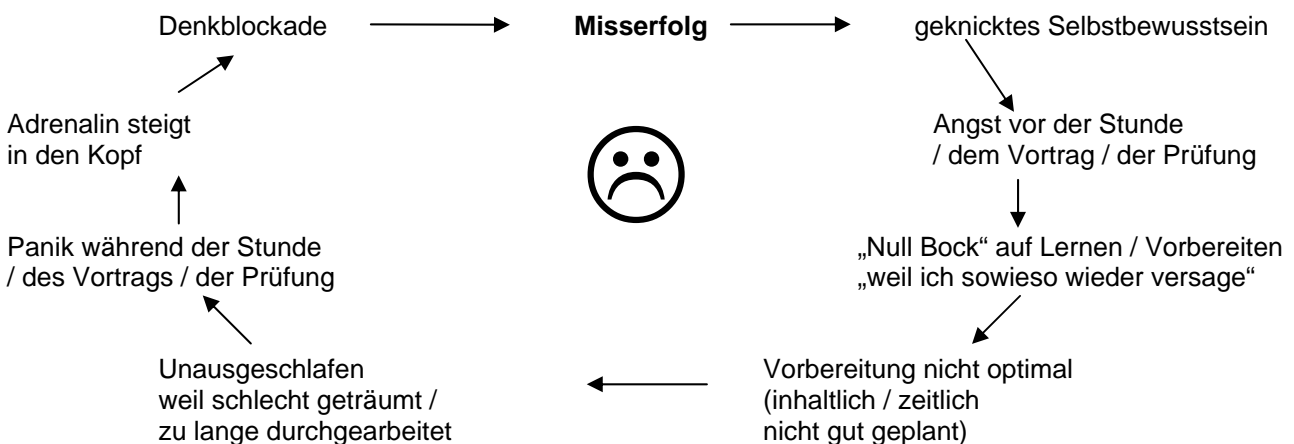 Denkblockade
Misserfolg
geknicktes Selbstbewusstsein
Angst vor der Stunde
/ dem Vortrag / der Prüfung
„Null Bock“ auf Lernen / Vorbereiten
„weil ich sowieso wieder versage“
Vorbereitung nicht optimal
(inhaltlich / zeitlich
nicht gut geplant)
Unausgeschlafen
weil schlecht geträumt /
zu lange durchgearbeitet
Panik während der Stunde
/ des Vortrags / der Prüfung
Adrenalin steigt
in den Kopf